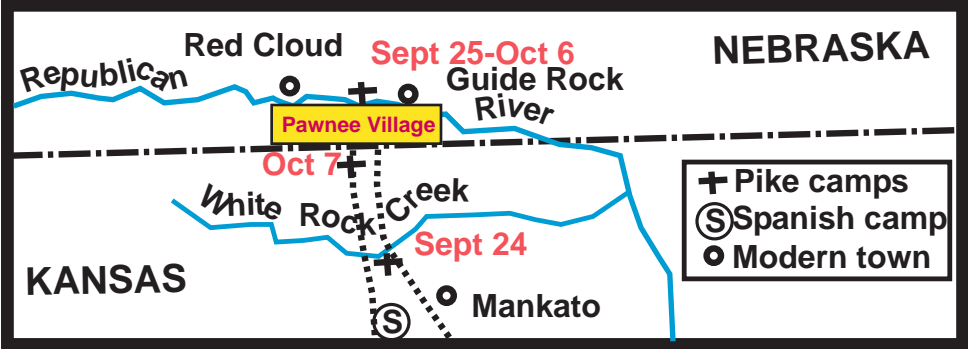 Red Cloud
Sept 25-Oct 6
NEBRASKA
Republican
Guide Rock
River
Pawnee Village
Oct 7
White Rock Creek
Sept 24
KANSAS
Mankato
S
Pike camps
S Spanish camp
Modern town